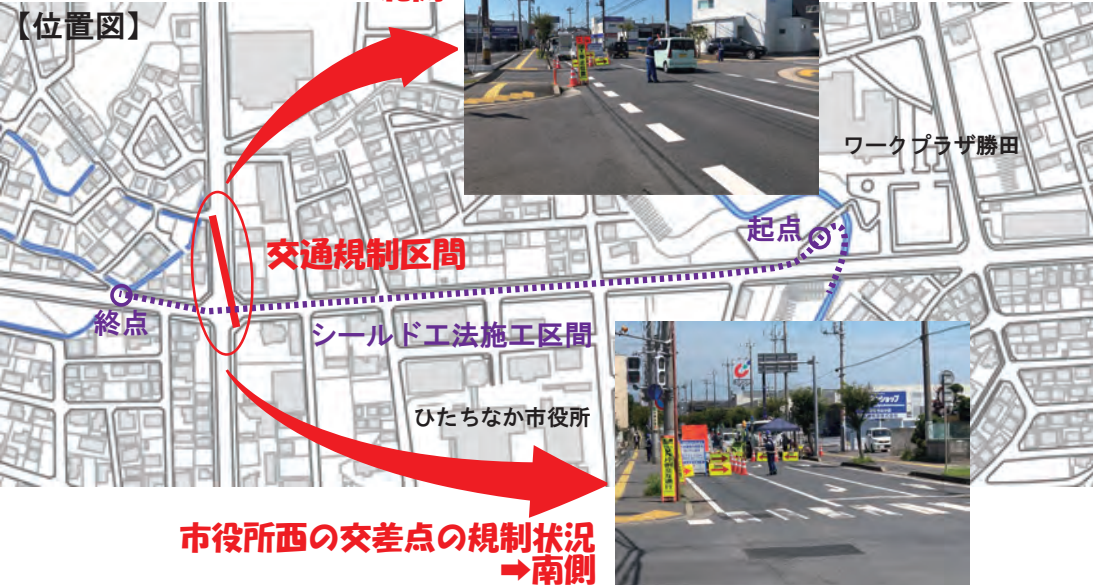 【位置図】
ワークプラザ勝田
起点
交通規制区間
終点
シールド工法施工区間
ひたちなか市役所
市役所西の交差点の規制状況
➡南側